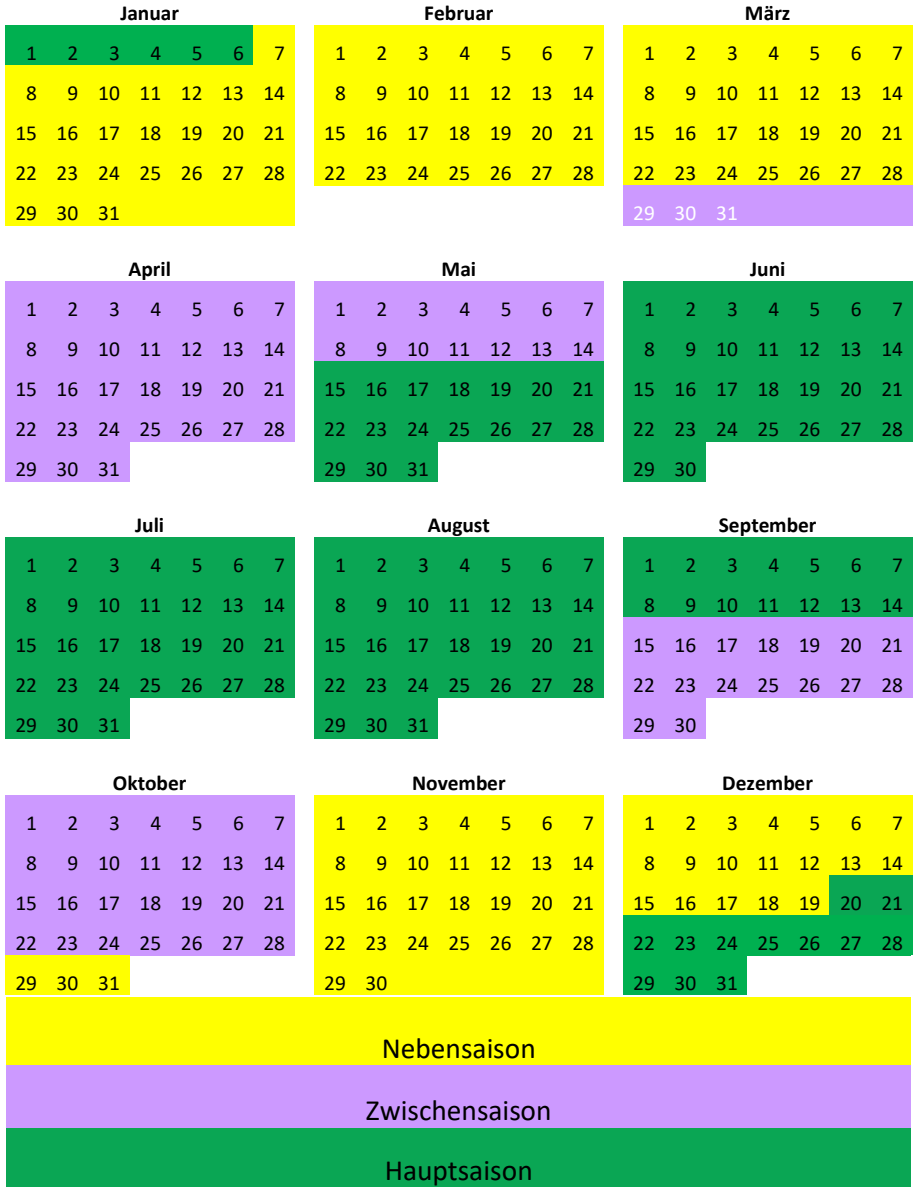 Januar Februar März
1 2 3 4 5 6 7 1 2 3 4 5 6 7 1 2 3 4 5 6 7
8 9 10 11 12 13 14 8 9 10 11 12 13 14 8 9 10 11 12 13 14
15 16 17 18 19 20 21 15 16 17 18 19 20 21 15 16 17 18 19 20 21
22 23 24 25 26 27 28 22 23 24 25 26 27 28 22 23 24 25 26 27 28
29 30 31 29 30 31
April Mai Juni
1 2 3 4 5 6 7 1 2 3 4 5 6 7 1 2 3 4 5 6 7
8 9 10 11 12 13 14 8 9 10 11 12 13 14 8 9 10 11 12 13 14
15 16 17 18 19 20 21 15 16 17 18 19 20 21 15 16 17 18 19 20 21
22 23 24 25 26 27 28 22 23 24 25 26 27 28 22 23 24 25 26 27 28
29 30 31 29 30 31 29 30
Juli August September
1 2 3 4 5 6 7 1 2 3 4 5 6 7 1 2 3 4 5 6 7
8 9 10 11 12 13 14 8 9 10 11 12 13 14 8 9 10 11 12 13 14
15 16 17 18 19 20 21 15 16 17 18 19 20 21 15 16 17 18 19 20 21
22 23 24 25 26 27 28 22 23 24 25 26 27 28 22 23 24 25 26 27 28
29 30 31 29 30 31 29 30
Oktober November Dezember
1 2 3 4 5 6 7 1 2 3 4 5 6 7 1 2 3 4 5 6 7
8 9 10 11 12 13 14 8 9 10 11 12 13 14 8 9 10 11 12 13 14
15 16 17 18 19 20 21 15 16 17 18 19 20 21 15 16 17 18 19 20 21
22 23 24 25 26 27 28 22 23 24 25 26 27 28 22 23 24 25 26 27 28
29 30 31 29 30 29 30 31
Nebensaison
Zwischensaison
Hauptsaison